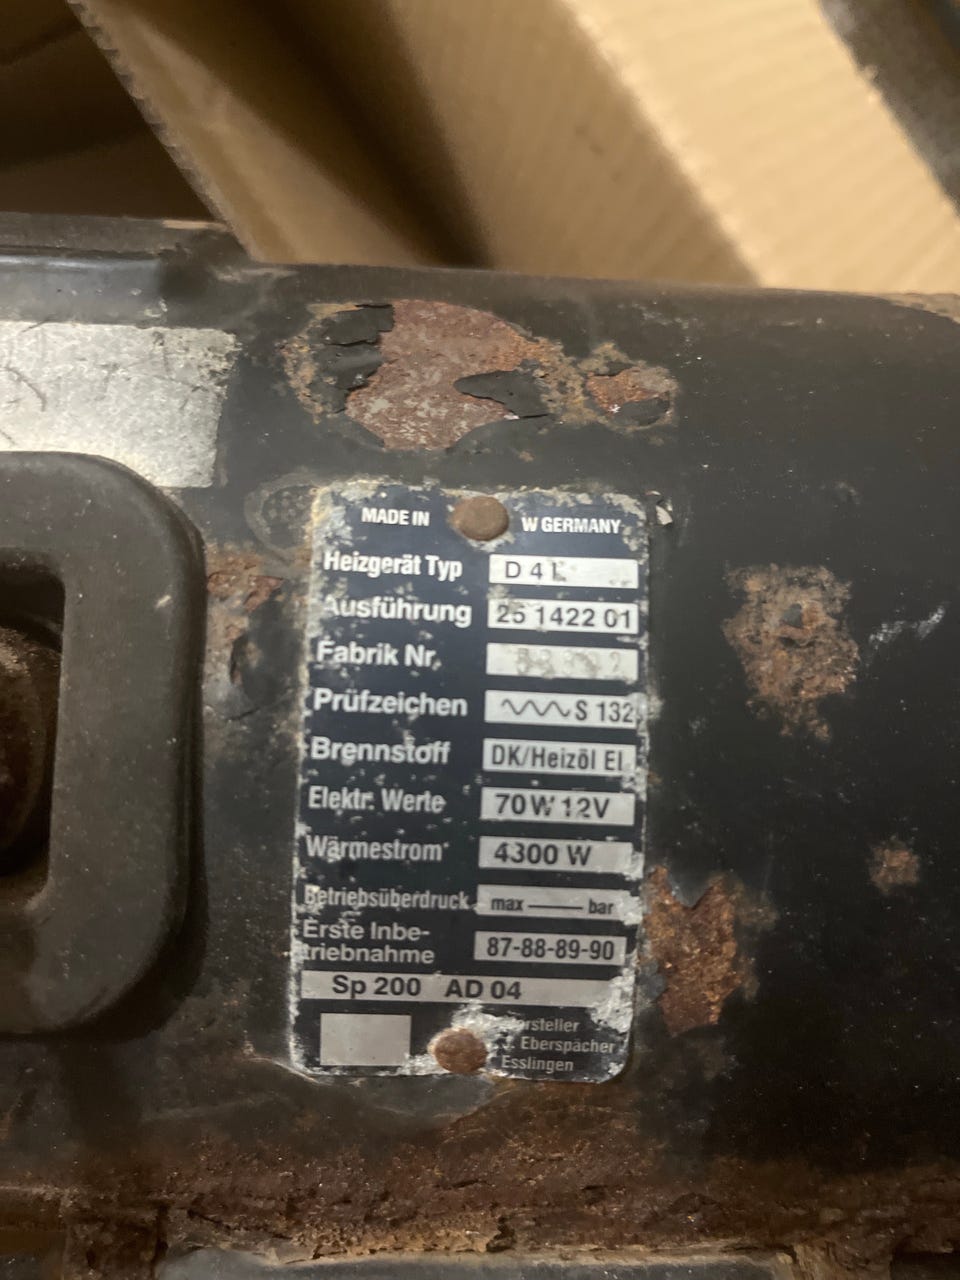 MADE IN W GERMANY
Heizgerät Typ D 4 L
Ausführung 25 1422 01
Fabrik Nr.
Prüfzeichen S 132
Brennstoff DK/Heizöl El
Elektr. Werte 70 W 12V
Wärmestrom 4300 W
Betriebsüberdruck max bar
Erste Inbe-
triebnahme 87-88-89-90
Sp 200 AD 04
Hersteller
J. Eberspächer
Esslingen